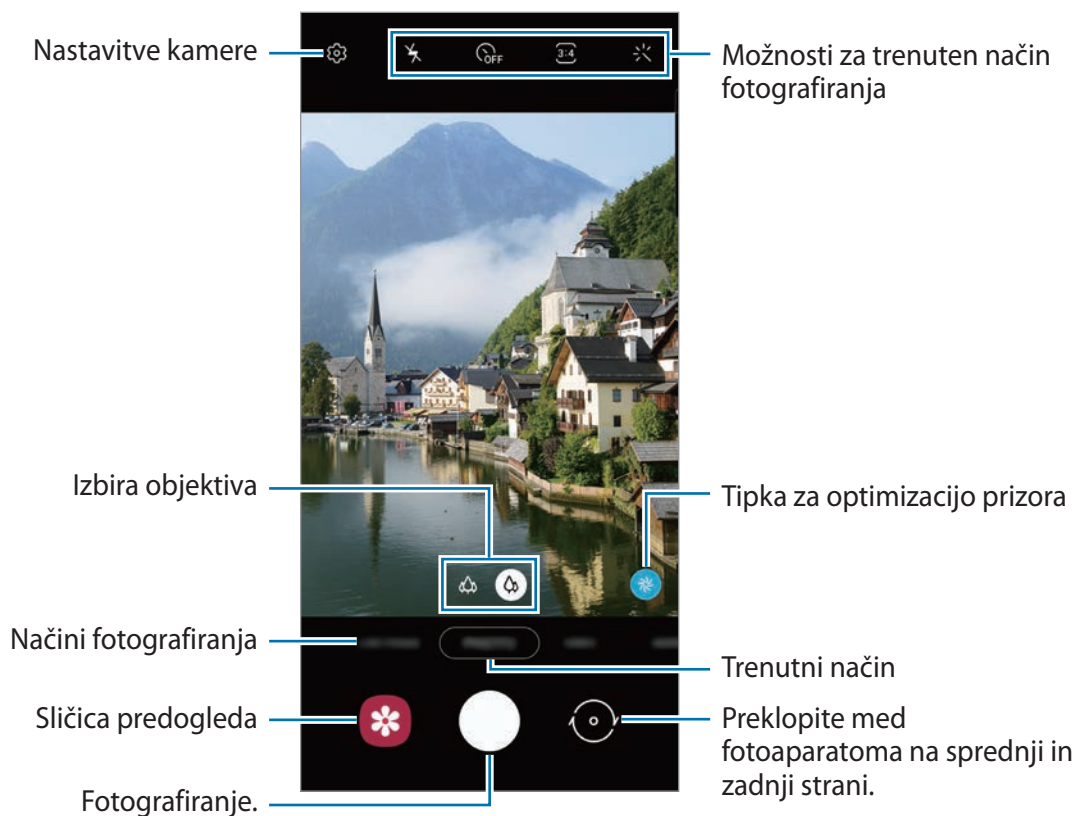 Nastavitve kamere
OFF
3:4
Možnosti za trenuten način
fotografiranja
Izbira objektiva
Tipka za optimizacijo prizora
Načini fotografiranja
Trenutni način
Sličica predogleda
Preklopite med
fotoaparatoma na sprednji in
zadnji strani.
Fotografiranje.